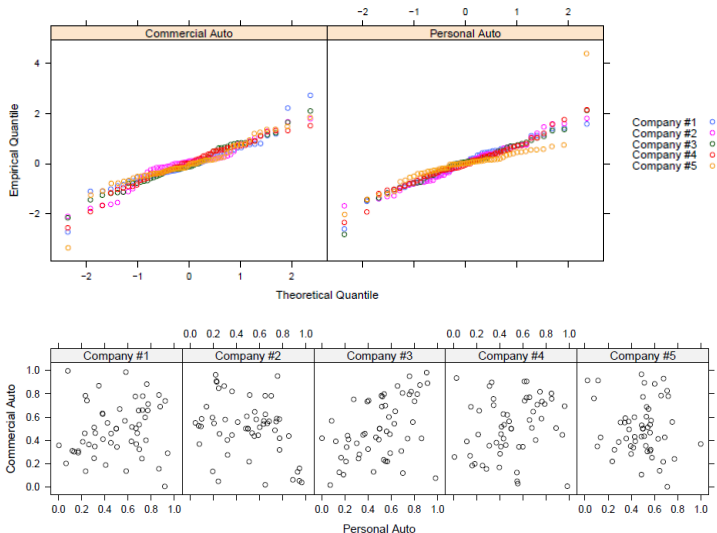 −2 −1 0 1 2
Commercial Auto Personal Auto
4
2
0
−2
Empirical Quantile
−2 −1 0 1 2
Theoretical Quantile
Company #1
Company #2
Company #3
Company #4
Company #5
0.0 0.2 0.4 0.6 0.8 1.0 0.0 0.2 0.4 0.6 0.8 1.0
Company #1 Company #2 Company #3 Company #4 Company #5
1.0
0.8
0.6
0.4
0.2
0.0
Commercial Auto
0.0 0.2 0.4 0.6 0.8 1.0 0.0 0.2 0.4 0.6 0.8 1.0 0.0 0.2 0.4 0.6 0.8 1.0
Personal Auto